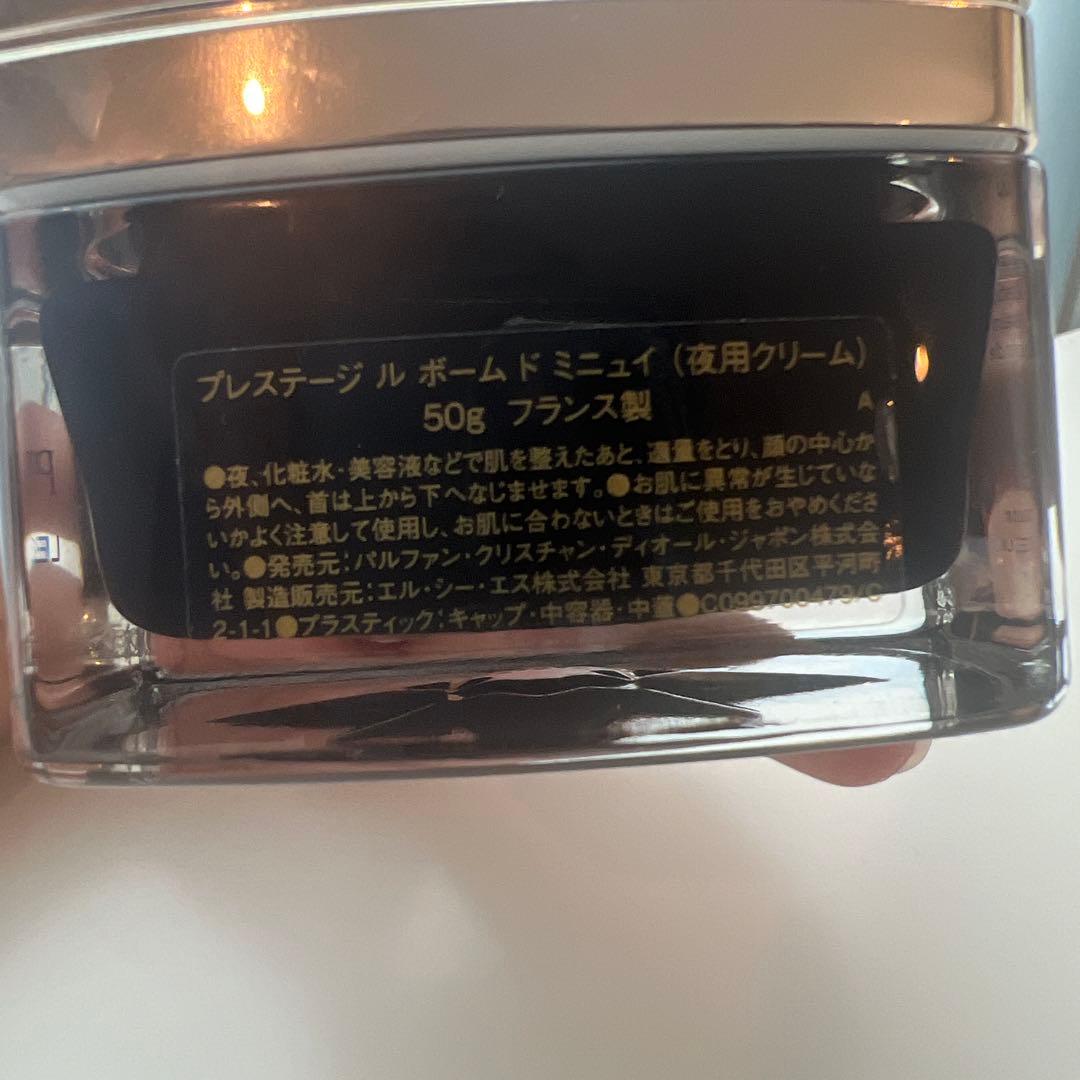 プレステージ ル ボーム ド ミニュイ（夜用クリーム）
50g フランス製 A
●夜、化粧水・美容液などで肌を整えたあと、適量をとり、顔の中心か
ら外側へ、首は上から下へなじませます。●お肌に異常が生じていな
いかよく注意して使用し、お肌に合わないときはご使用をおやめくださ
い。●発売元：パルファン・クリスチャン・ディオール・ジャポン株式会
社 製造販売元：エル・シー・エス株式会社 東京都千代田区平河町
2-1-1●プラスティック：キャップ・中容器・中蓋●C099700479/C